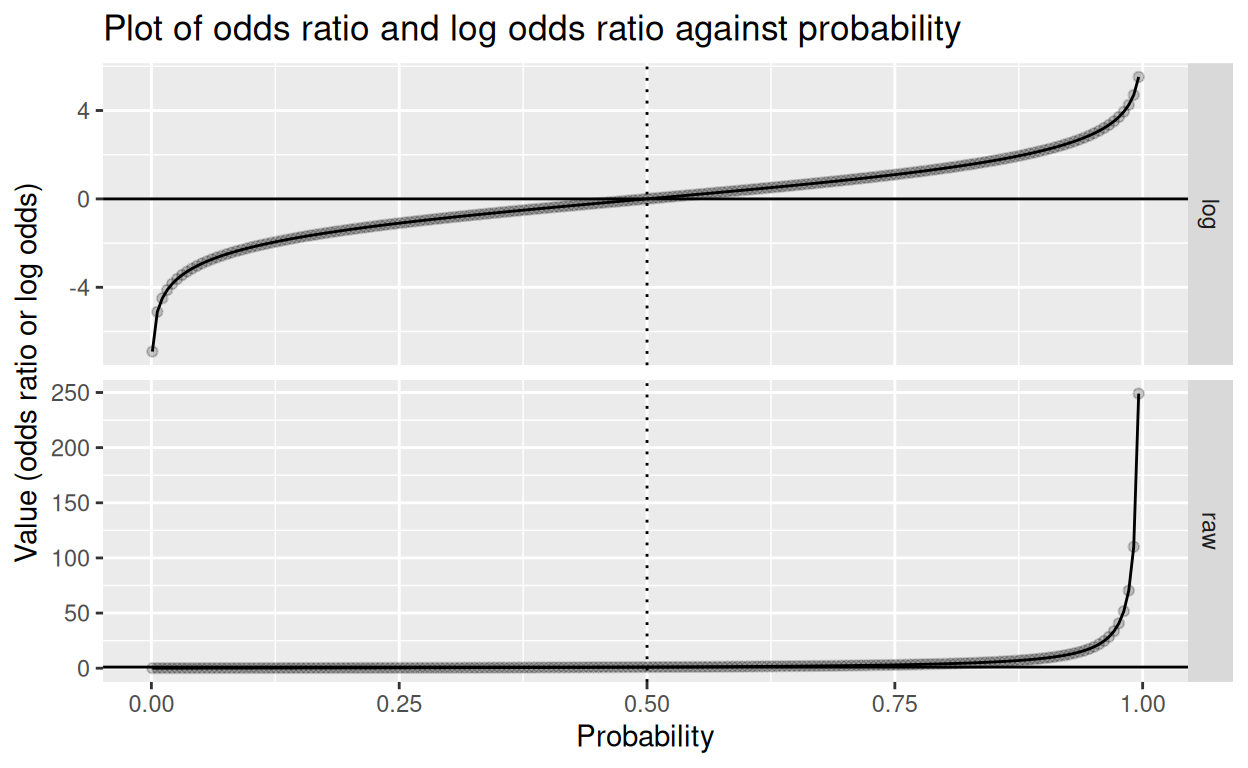 Plot of odds ratio and log odds ratio against probability
Value (odds ratio or log odds)
4
0
-4
log
250
200
150
100
50
0
raw
0.00 0.25 0.50 0.75 1.00
Probability